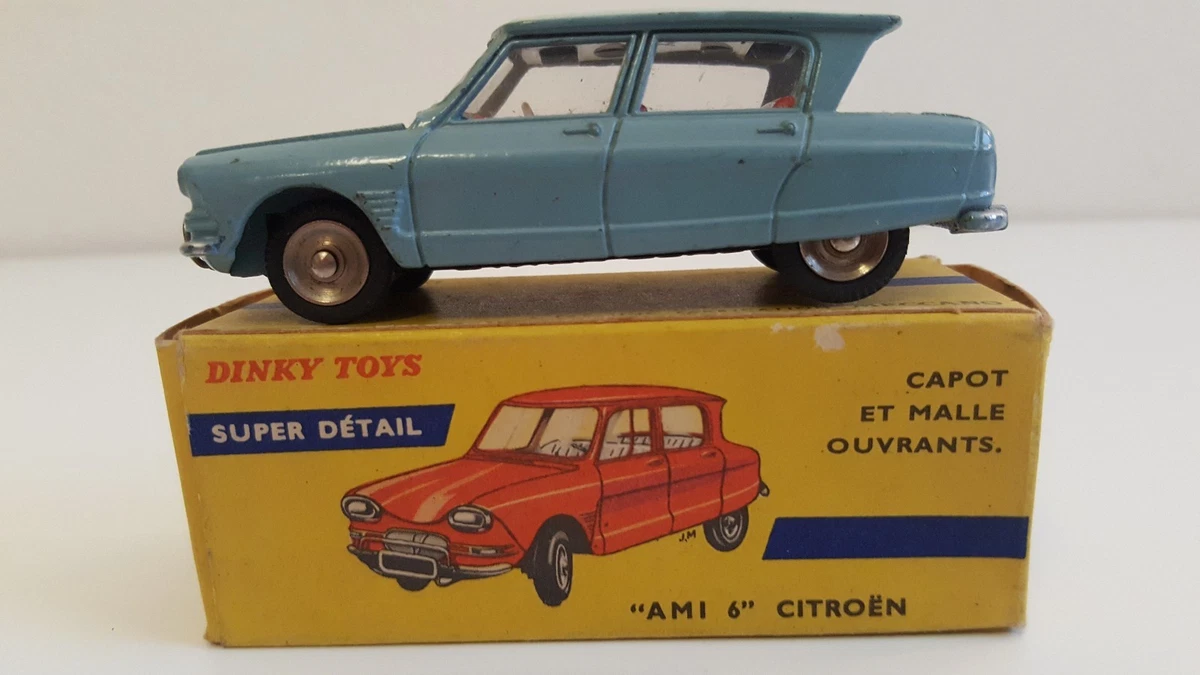 DINKY TOYS
SUPER DÉTAIL
CAPOT
ET MALLE
OUVRANTS.
J.M
“AMI 6” CITROËN